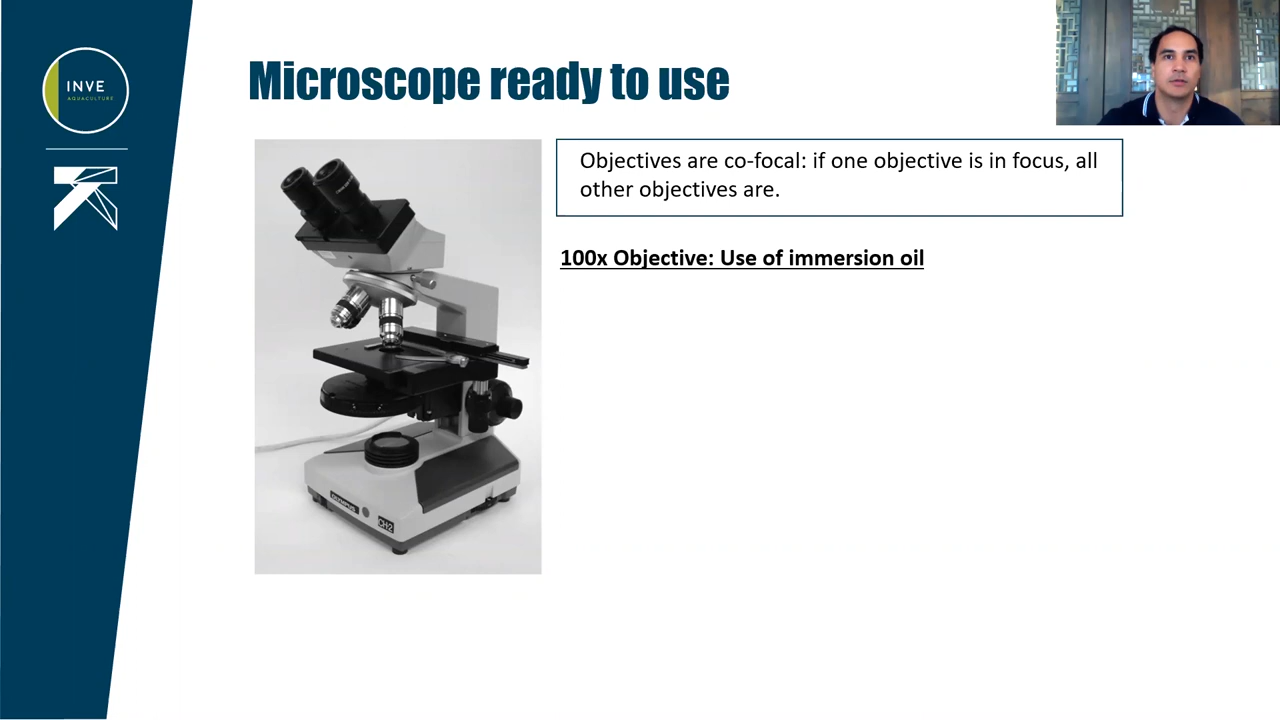 INVE
AQUACULTURE
Microscope ready to use
Objectives are co-focal: if one objective is in focus, all
other objectives are.
100x Objective: Use of immersion oil
OLYMPUS
CH2